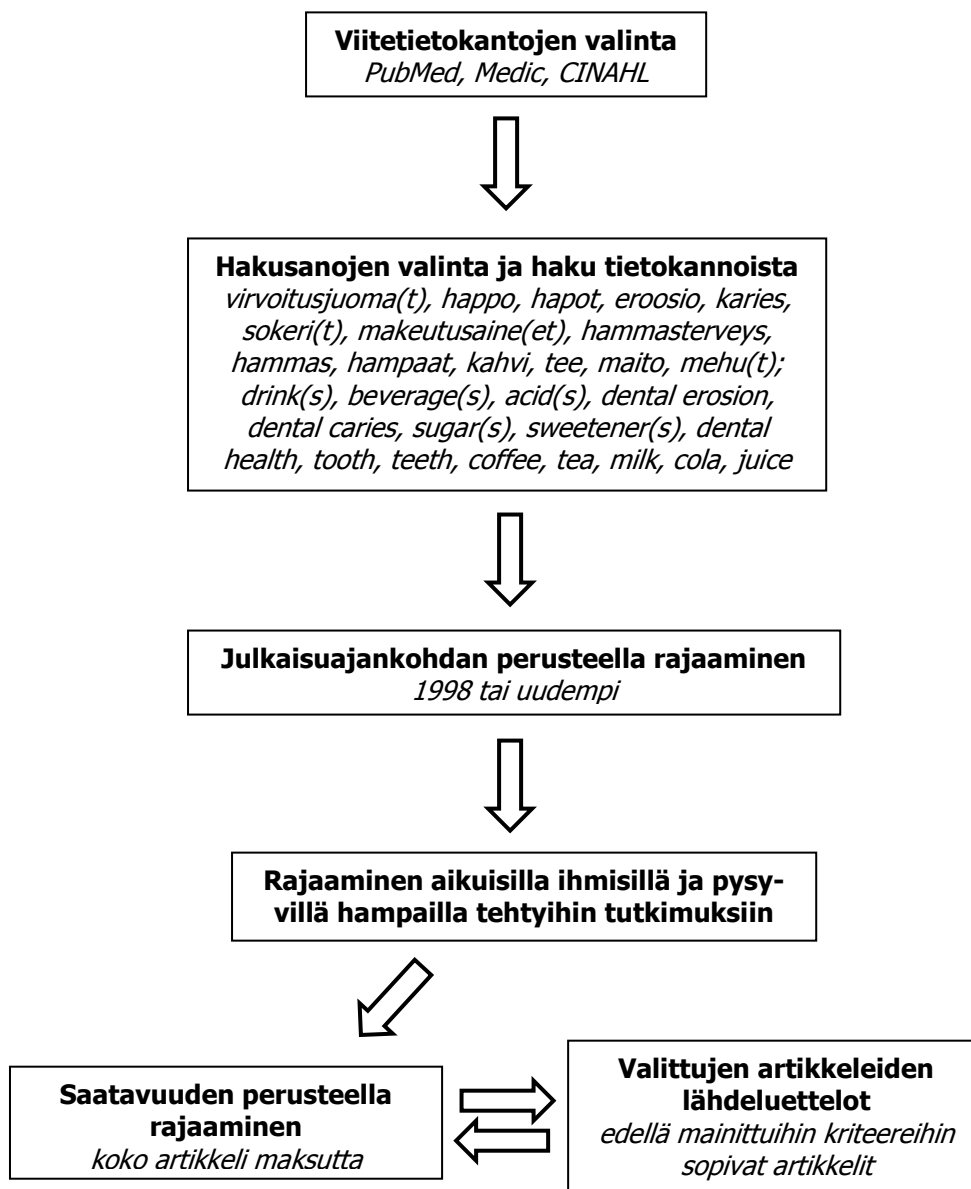 Viitetietokantojen valinta
PubMed, Medic, CINAHL
Hakusanojen valinta ja haku tietokannoista
virvoitusjuoma(t), happo, hapot, eroosio, karies,
sokeri(t), makeutusaine(et), hammasterveys,
hammas, hampaat, kahvi, tee, maito, mehu(t);
drink(s), beverage(s), acid(s), dental erosion,
dental caries, sugar(s), sweetener(s), dental
health, tooth, teeth, coffee, tea, milk, cola, juice
Julkaisuajankohdan perusteella rajaaminen
1998 tai uudempi
Rajaaminen aikuisilla ihmisillä ja pysy-
villä hampailla tehtyihin tutkimuksiin
Saatavuuden perusteella
rajaaminen
koko artikkeli maksutta
Valittujen artikkeleiden
lähdeluettelot
edellä mainittuihin kriteereihin
sopivat artikkelit